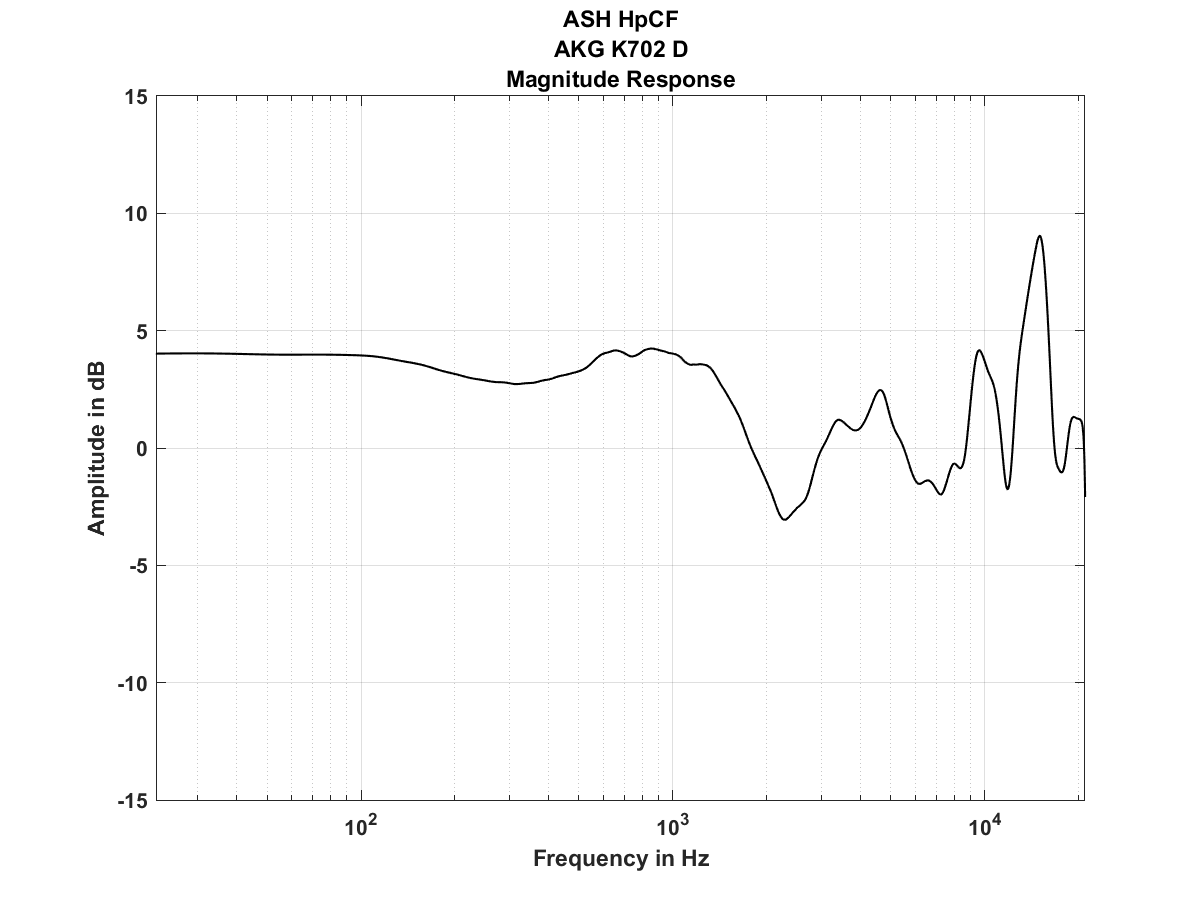 ASH HpCF
AKG K702 D
Magnitude Response
15
10
5
0
-5
-10
-15
Amplitude in dB
10² 10³ 10⁴
Frequency in Hz